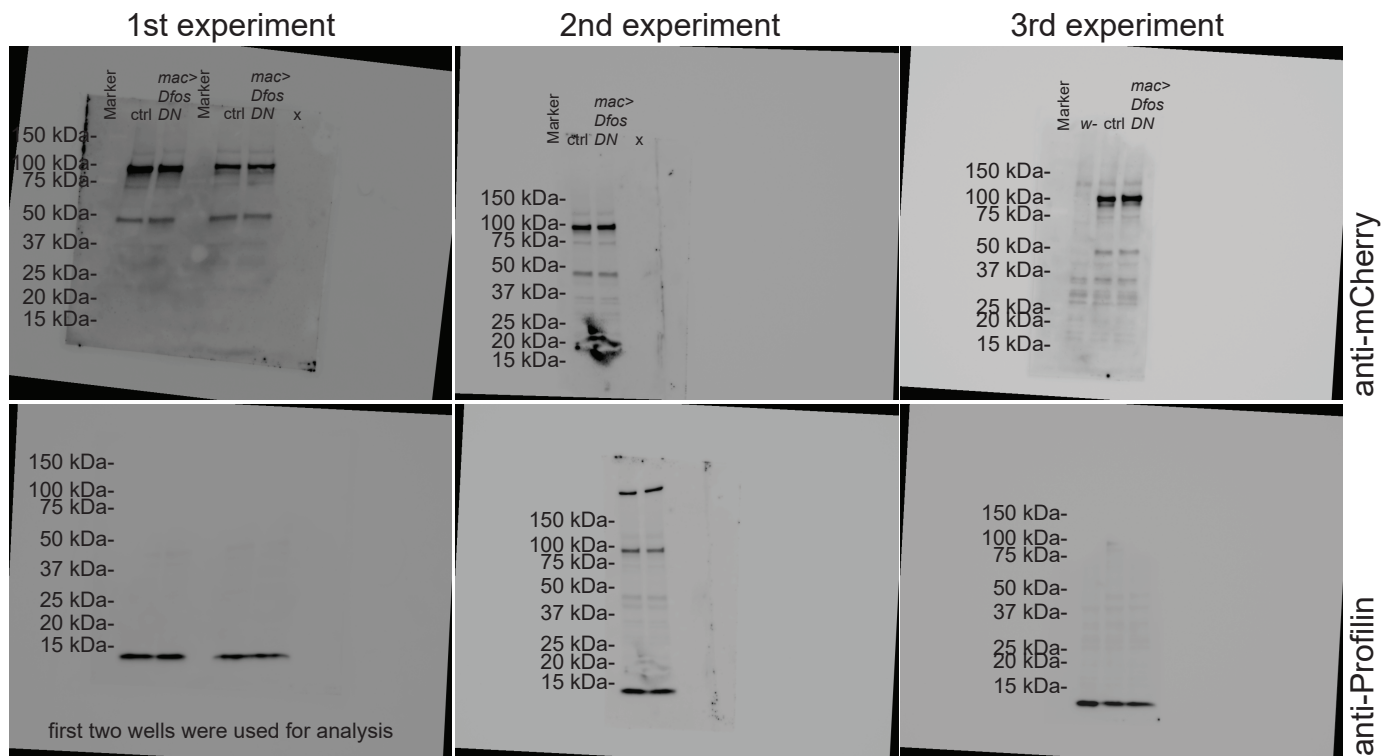 1st experiment
2nd experiment
3rd experiment
Marker
ctrl
mac>
Dfos
DN
Marker
ctrl
mac>
Dfos
DN
x
50 kDa-
100 kDa-
75 kDa-
50 kDa-
37 kDa-
25 kDa-
20 kDa-
15 kDa-
Marker
ctrl
mac>
Dfos
DN
x
150 kDa-
100 kDa-
75 kDa-
50 kDa-
37 kDa-
25 kDa-
20 kDa-
15 kDa-
Marker
w-
ctrl
mac>
Dfos
DN
150 kDa-
100 kDa-
75 kDa-
50 kDa-
37 kDa-
25 kDa-
20 kDa-
15 kDa-
anti-mCherry
150 kDa-
100 kDa-
75 kDa-
50 kDa-
37 kDa-
25 kDa-
20 kDa-
15 kDa-
first two wells were used for analysis
150 kDa-
100 kDa-
75 kDa-
50 kDa-
37 kDa-
25 kDa-
20 kDa-
15 kDa-
150 kDa-
100 kDa-
75 kDa-
50 kDa-
37 kDa-
25 kDa-
20 kDa-
15 kDa-
anti-Profilin